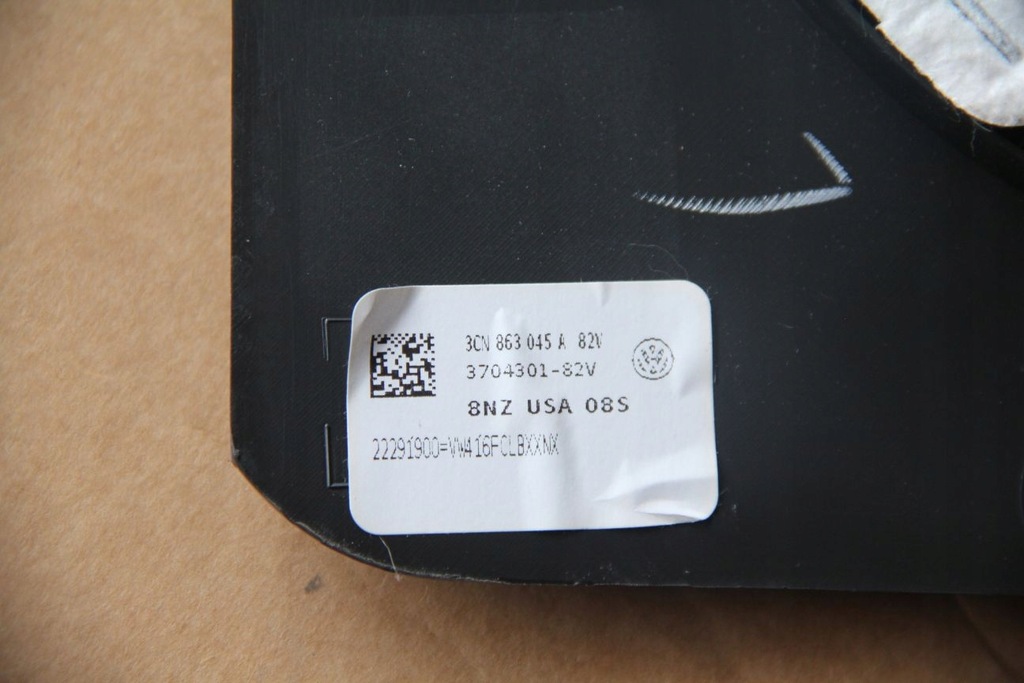 3CN 863 045 A 82V
3704301-82V
8NZ USA 08S
22291900=VW416FCLBXXNX